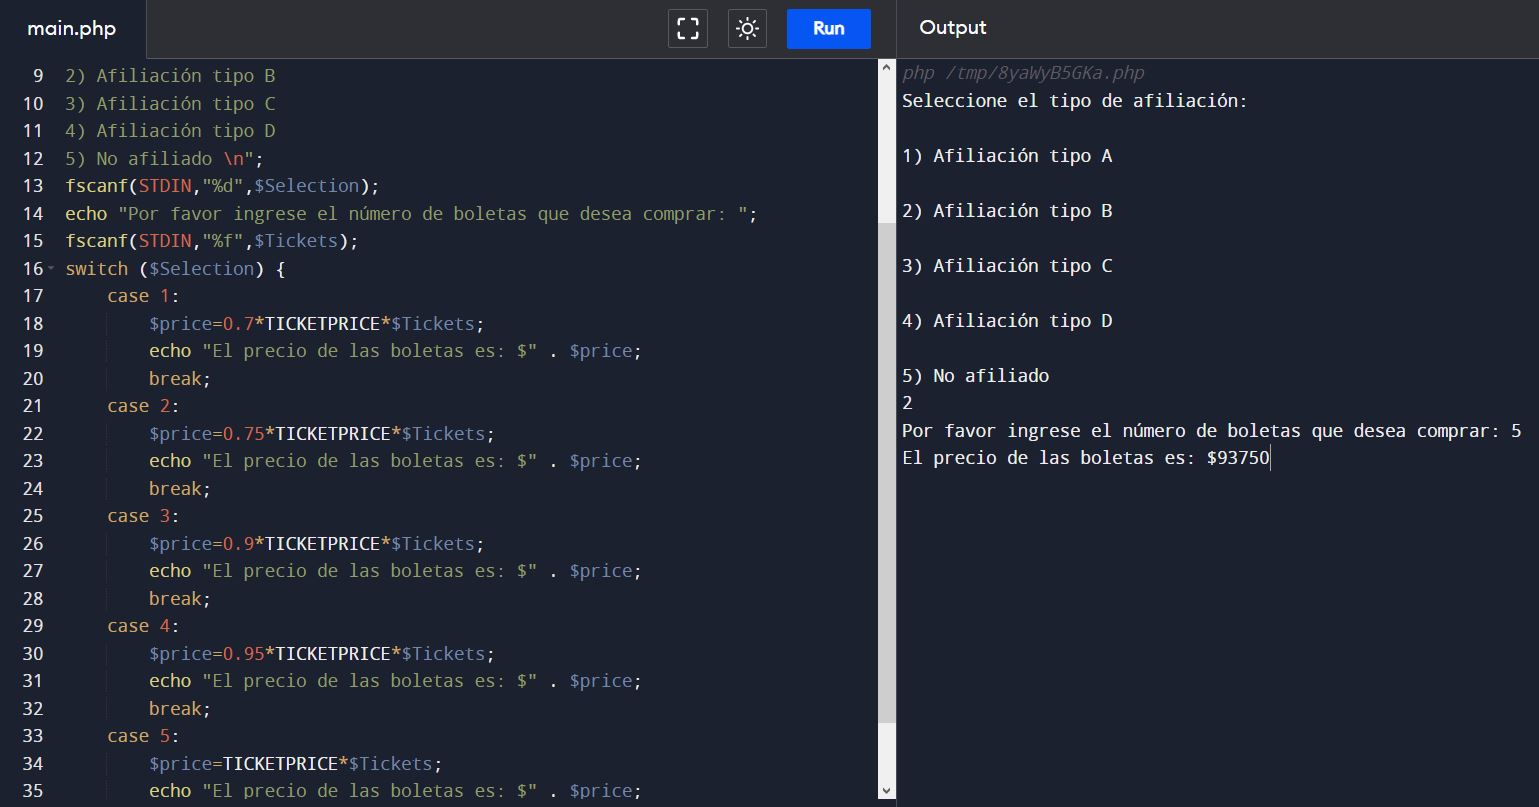 main.php
Run
9 2) Afiliación tipo B
10 3) Afiliación tipo C
11 4) Afiliación tipo D
12 5) No afiliado \n";
13 fscanf(STDIN,"%d",$Selection);
14 echo "Por favor ingrese el número de boletas que desea comprar: ";
15 fscanf(STDIN,"%f",$Tickets);
16 switch ($Selection) {
17 case 1:
18 $price=0.7*TICKETPRICE*$Tickets;
19 echo "El precio de las boletas es: $" . $price;
20 break;
21 case 2:
22 $price=0.75*TICKETPRICE*$Tickets;
23 echo "El precio de las boletas es: $" . $price;
24 break;
25 case 3:
26 $price=0.9*TICKETPRICE*$Tickets;
27 echo "El precio de las boletas es: $" . $price;
28 break;
29 case 4:
30 $price=0.95*TICKETPRICE*$Tickets;
31 echo "El precio de las boletas es: $" . $price;
32 break;
33 case 5:
34 $price=TICKETPRICE*$Tickets;
35 echo "El precio de las boletas es: $" . $price;
Output
php /tmp/8yaWyB5GKa.php
Seleccione el tipo de afiliación:
1) Afiliación tipo A
2) Afiliación tipo B
3) Afiliación tipo C
4) Afiliación tipo D
5) No afiliado
2
Por favor ingrese el número de boletas que desea comprar: 5
El precio de las boletas es: $93750